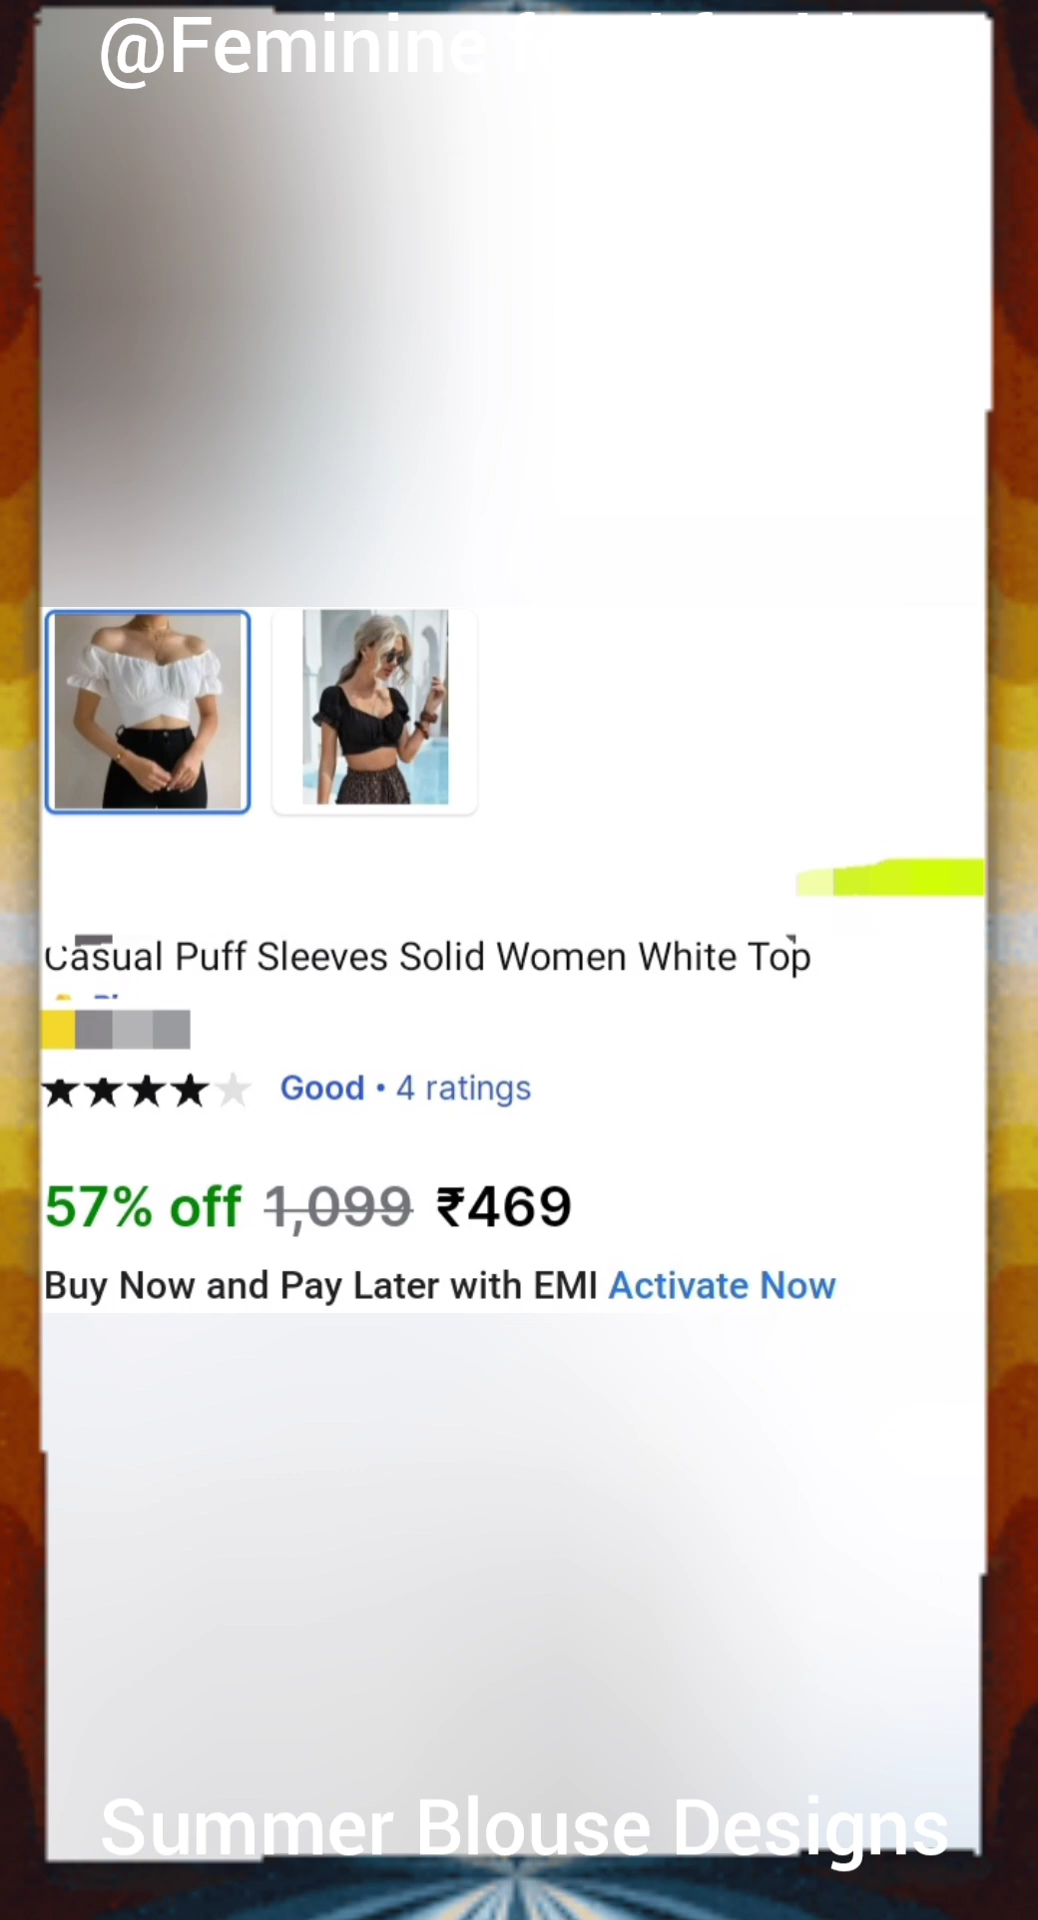 @Feminine
Casual Puff Sleeves Solid Women White Top
Good • 4 ratings
57% off 1,099 ₹469
Buy Now and Pay Later with EMI Activate Now
Summer Blouse Designs